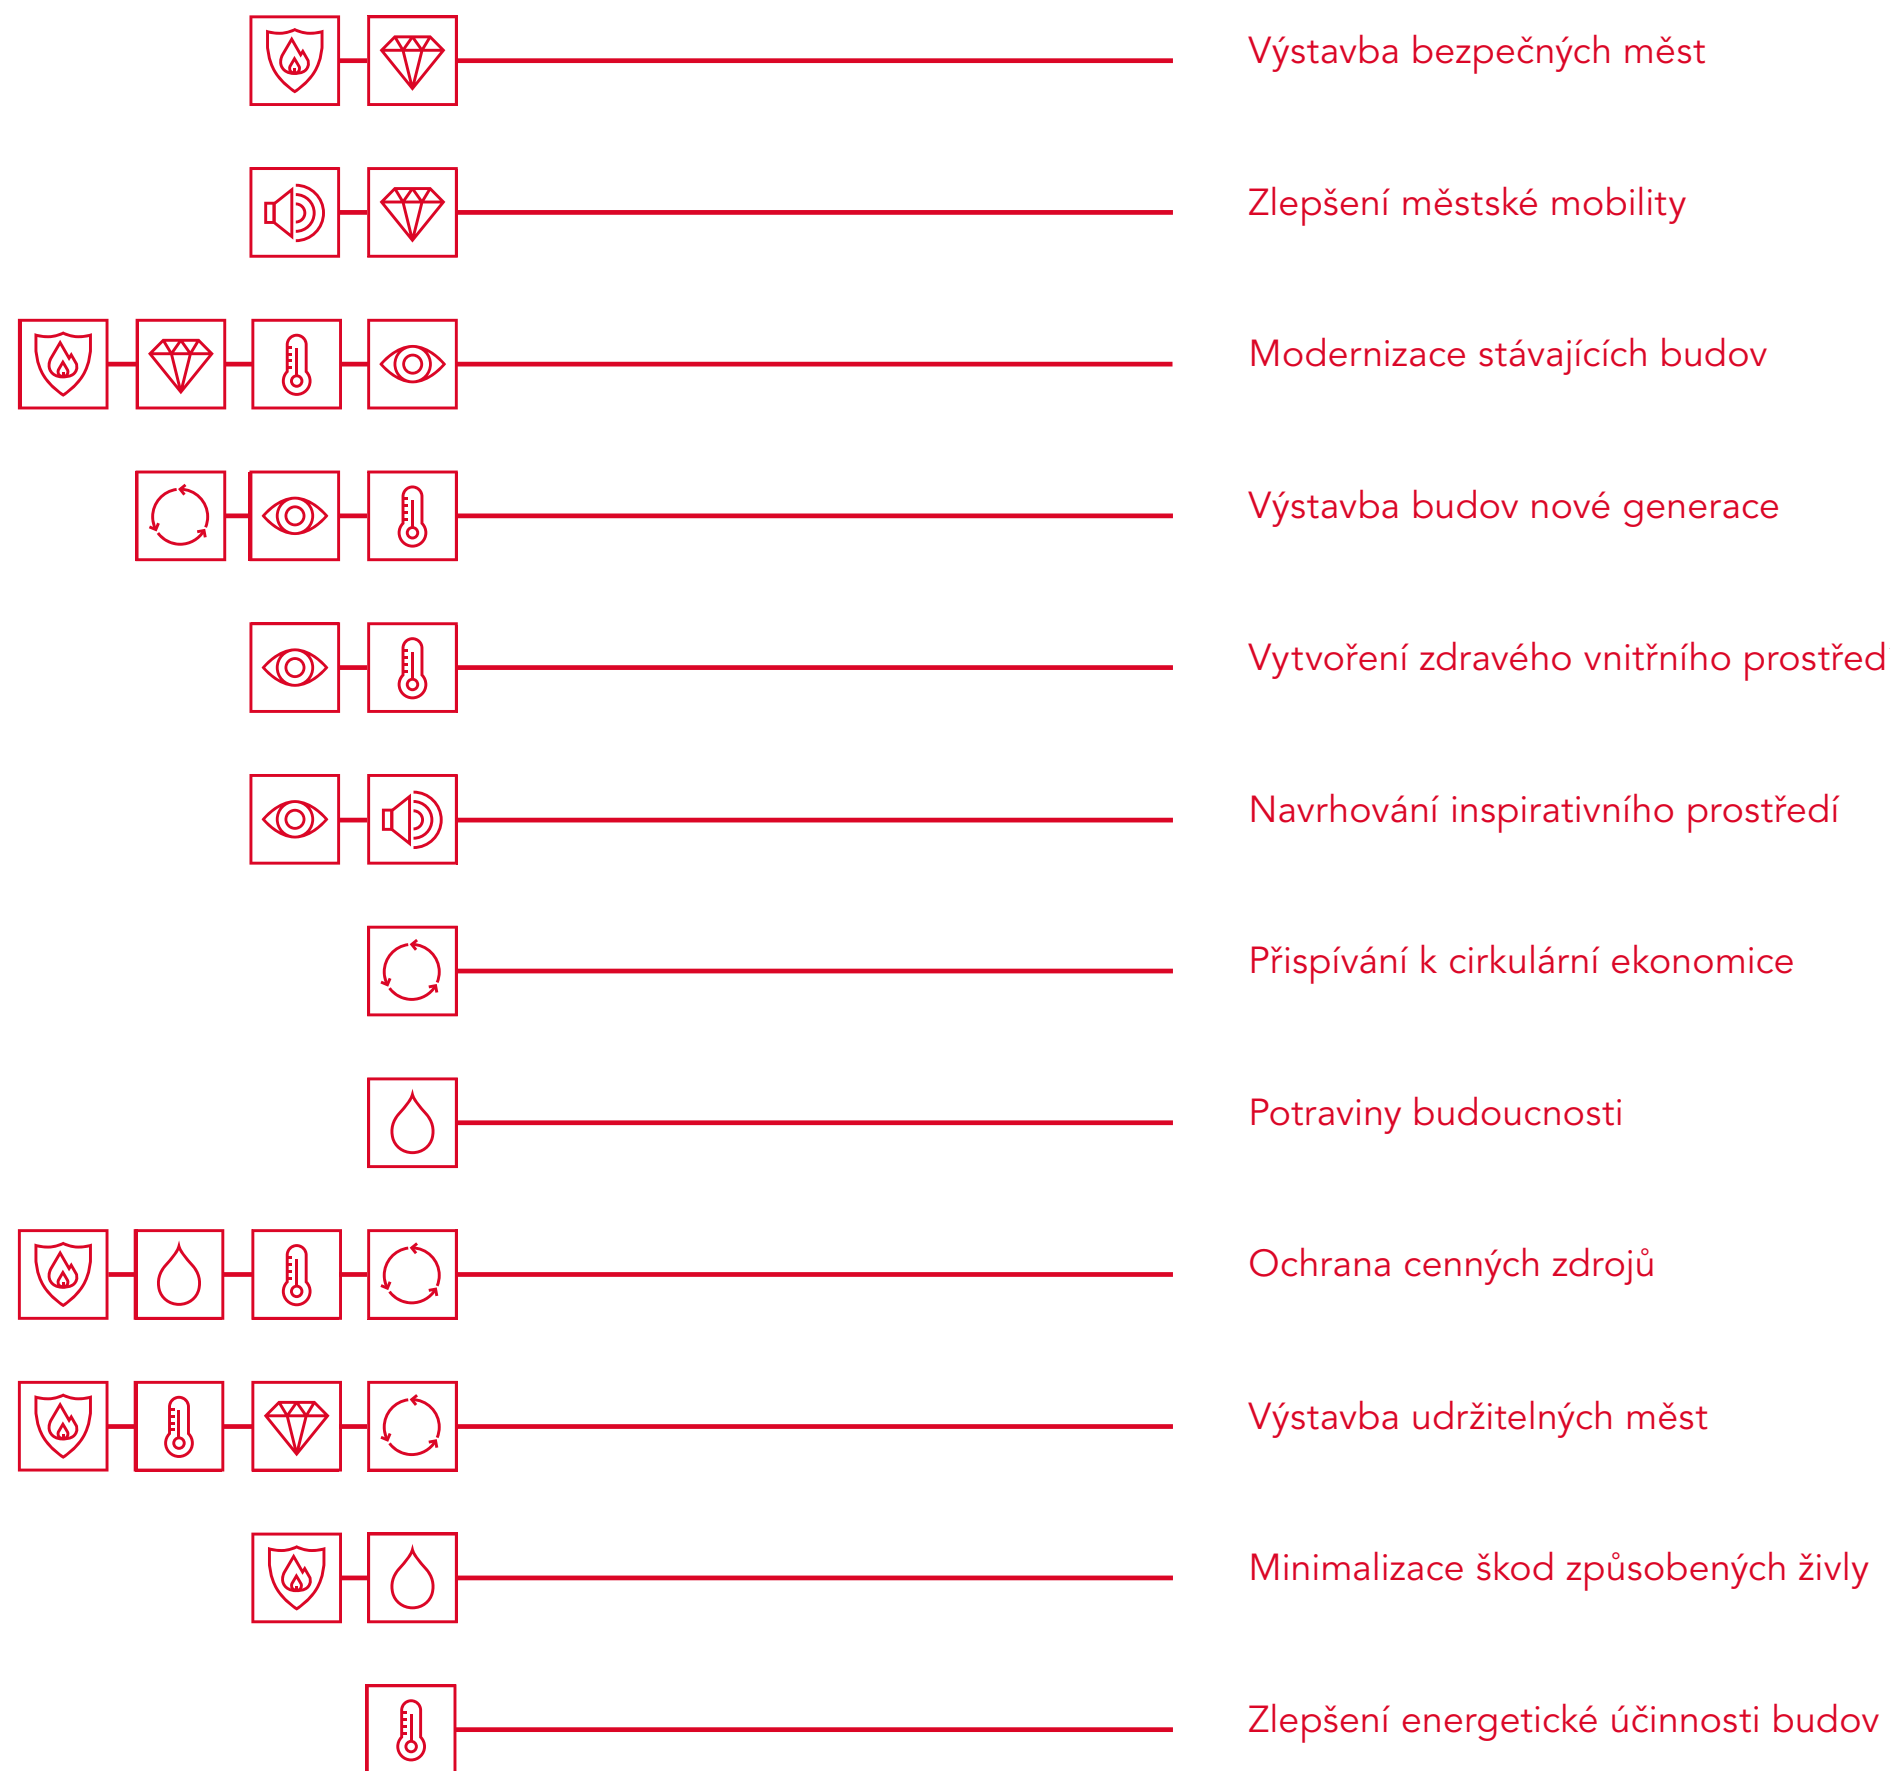 Výstavba bezpečných měst
Zlepšení městské mobility
Modernizace stávajících budov
Výstavba budov nové generace
Vytvoření zdravého vnitřního prostřed
Navrhování inspirativního prostředí
Přispívání k cirkulární ekonomice
Potraviny budoucnosti
Ochrana cenných zdrojů
Výstavba udržitelných měst
Minimalizace škod způsobených živly
Zlepšení energetické účinnosti budov